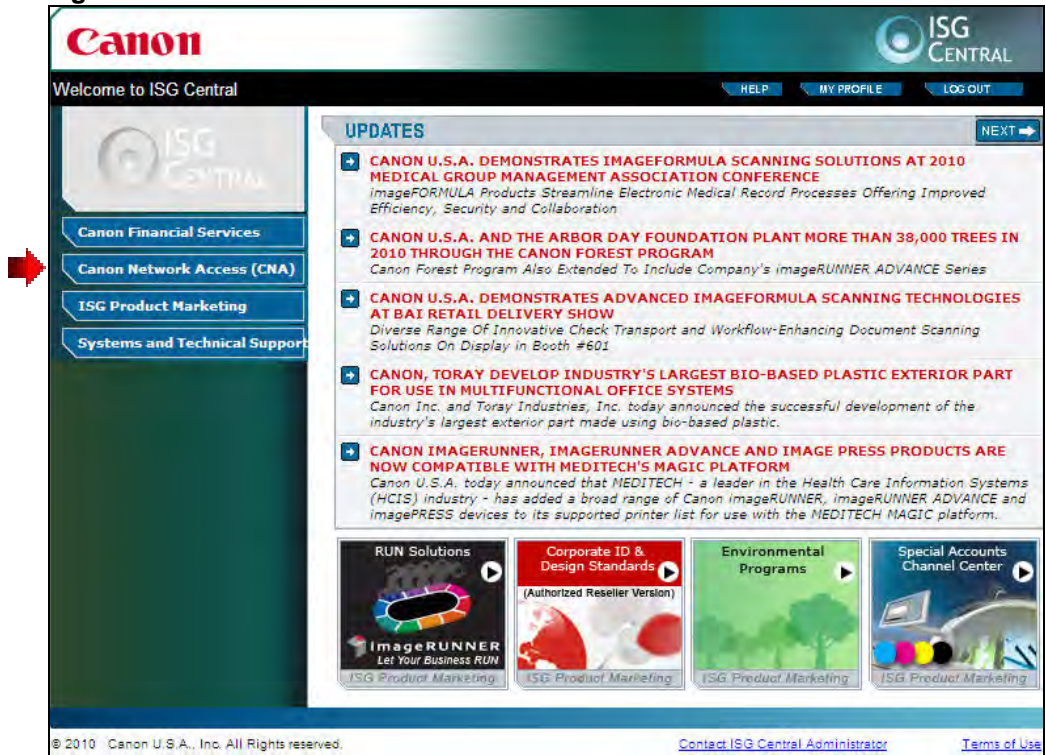 Canon
ISG
CENTRAL
Welcome to ISG Central
HELP
MY PROFILE
LOG OUT
ISG
CENTRAL
Canon Financial Services
Canon Network Access (CNA)
ISG Product Marketing
Systems and Technical Support
UPDATES
NEXT
CANON U.S.A. DEMONSTRATES IMAGEFORMULA SCANNING SOLUTIONS AT 2010
MEDICAL GROUP MANAGEMENT ASSOCIATION CONFERENCE
imageFORMULA Products Streamline Electronic Medical Record Processes Offering Improved
Efficiency, Security and Collaboration
CANON U.S.A. AND THE ARBOR DAY FOUNDATION PLANT MORE THAN 38,000 TREES IN
2010 THROUGH THE CANON FOREST PROGRAM
Canon Forest Program Also Extended To Include Company's imageRUNNER ADVANCE Series
CANON U.S.A. DEMONSTRATES ADVANCED IMAGEFORMULA SCANNING TECHNOLOGIES
AT BAI RETAIL DELIVERY SHOW
Diverse Range Of Innovative Check Transport and Workflow-Enhancing Document Scanning
Solutions On Display in Booth #601
CANON, TORAY DEVELOP INDUSTRY'S LARGEST BIO-BASED PLASTIC EXTERIOR PART
FOR USE IN MULTIFUNCTIONAL OFFICE SYSTEMS
Canon Inc. and Toray Industries, Inc. today announced the successful development of the
industry's largest exterior part made using bio-based plastic.
CANON IMAGERUNNER, IMAGERUNNER ADVANCE AND IMAGE PRESS PRODUCTS ARE
NOW COMPATIBLE WITH MEDITECH'S MAGIC PLATFORM
Canon U.S.A. today announced that MEDITECH - a leader in the Health Care Information Systems
(HCIS) industry - has added a broad range of Canon imageRUNNER, imageRUNNER ADVANCE and
imagePRESS devices to its supported printer list for use with the MEDITECH MAGIC platform.
RUN Solutions
imageRUNNER
Let Your Business RUN
ISG Product Marketing
Corporate ID &
Design Standards
(Authorized Reseller Version)
ISG Product Marketing
Environmental
Programs
ISG Product Marketing
Special Accounts
Channel Center
ISG Product Marketing
© 2010 Canon U.S.A., Inc. All Rights reserved.
Contact ISG Central Administrator
Terms of Use